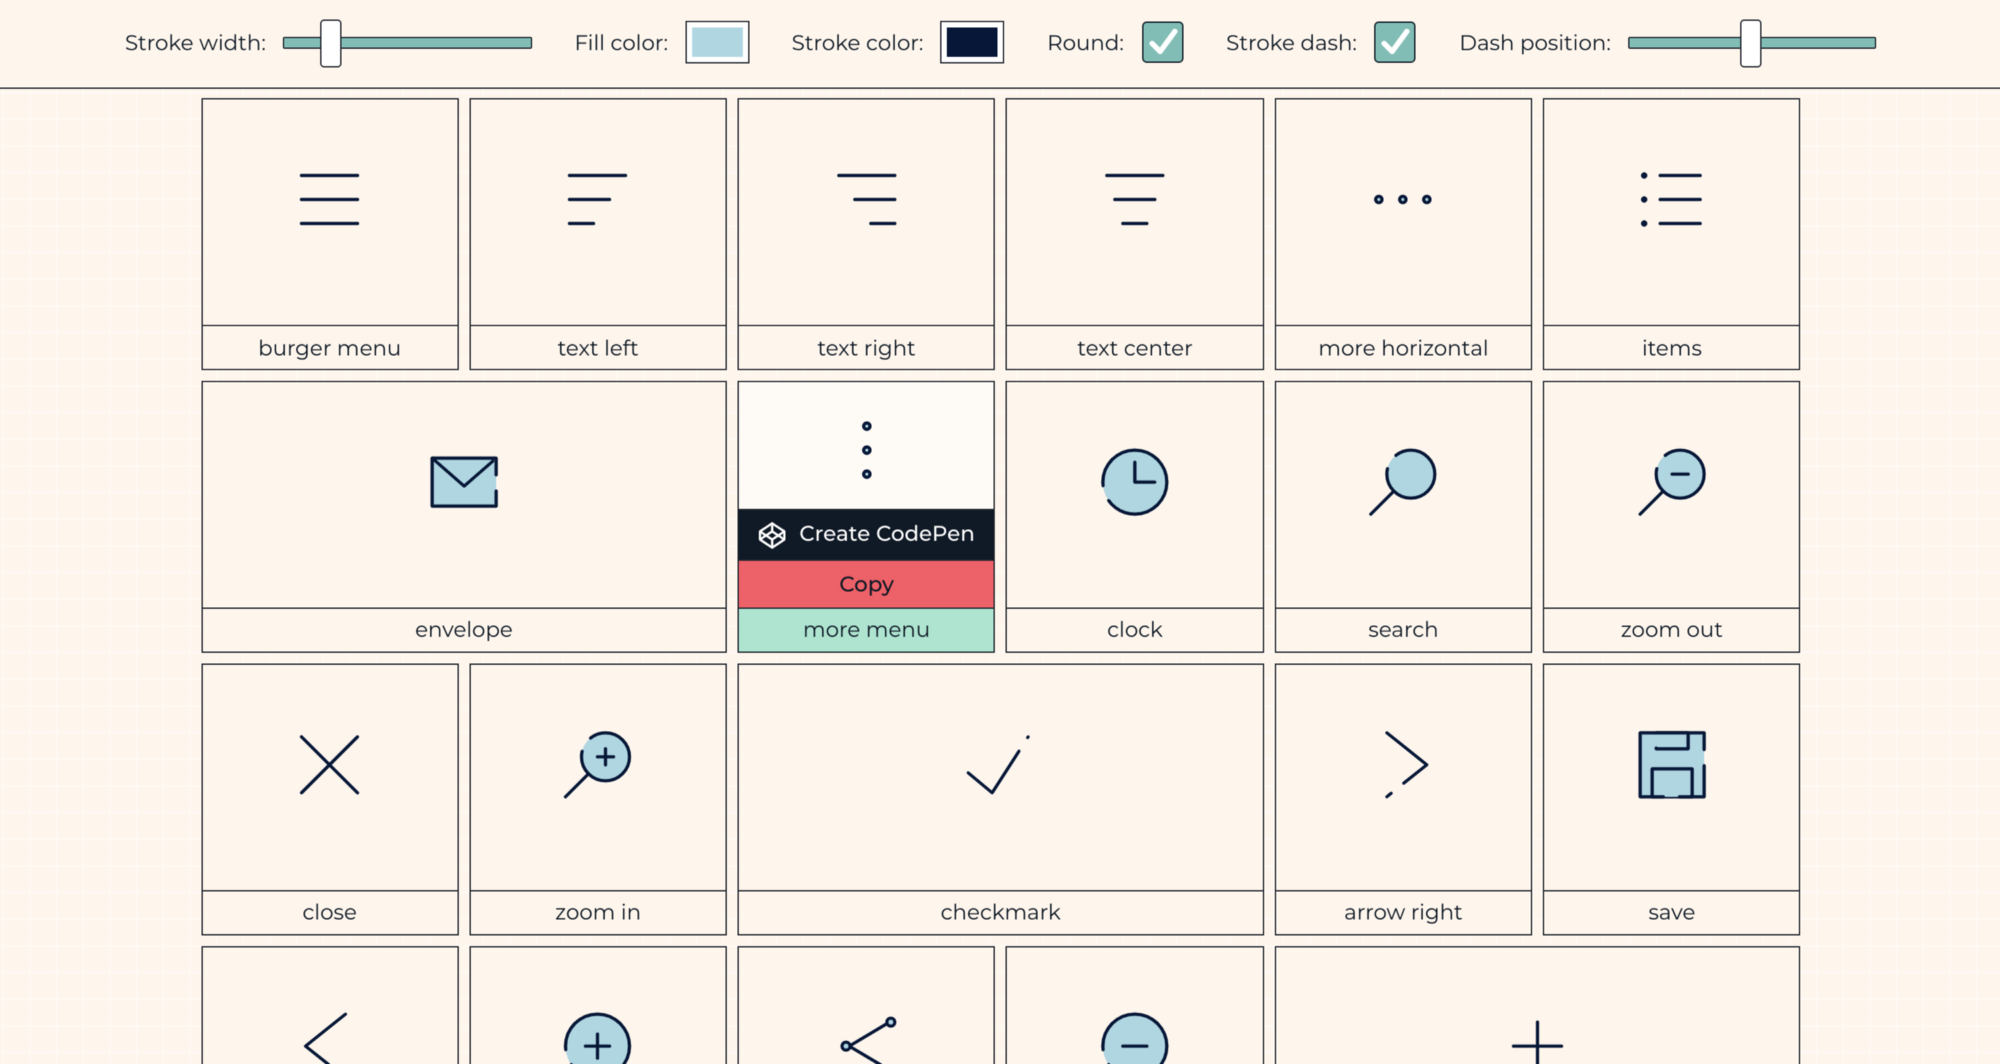 Stroke width:
Fill color:
Stroke color:
Round:
Stroke dash:
Dash position:
burger menu
text left
text right
text center
more horizontal
items
envelope
Create CodePen
Copy
more menu
clock
search
zoom out
close
zoom in
checkmark
arrow right
save